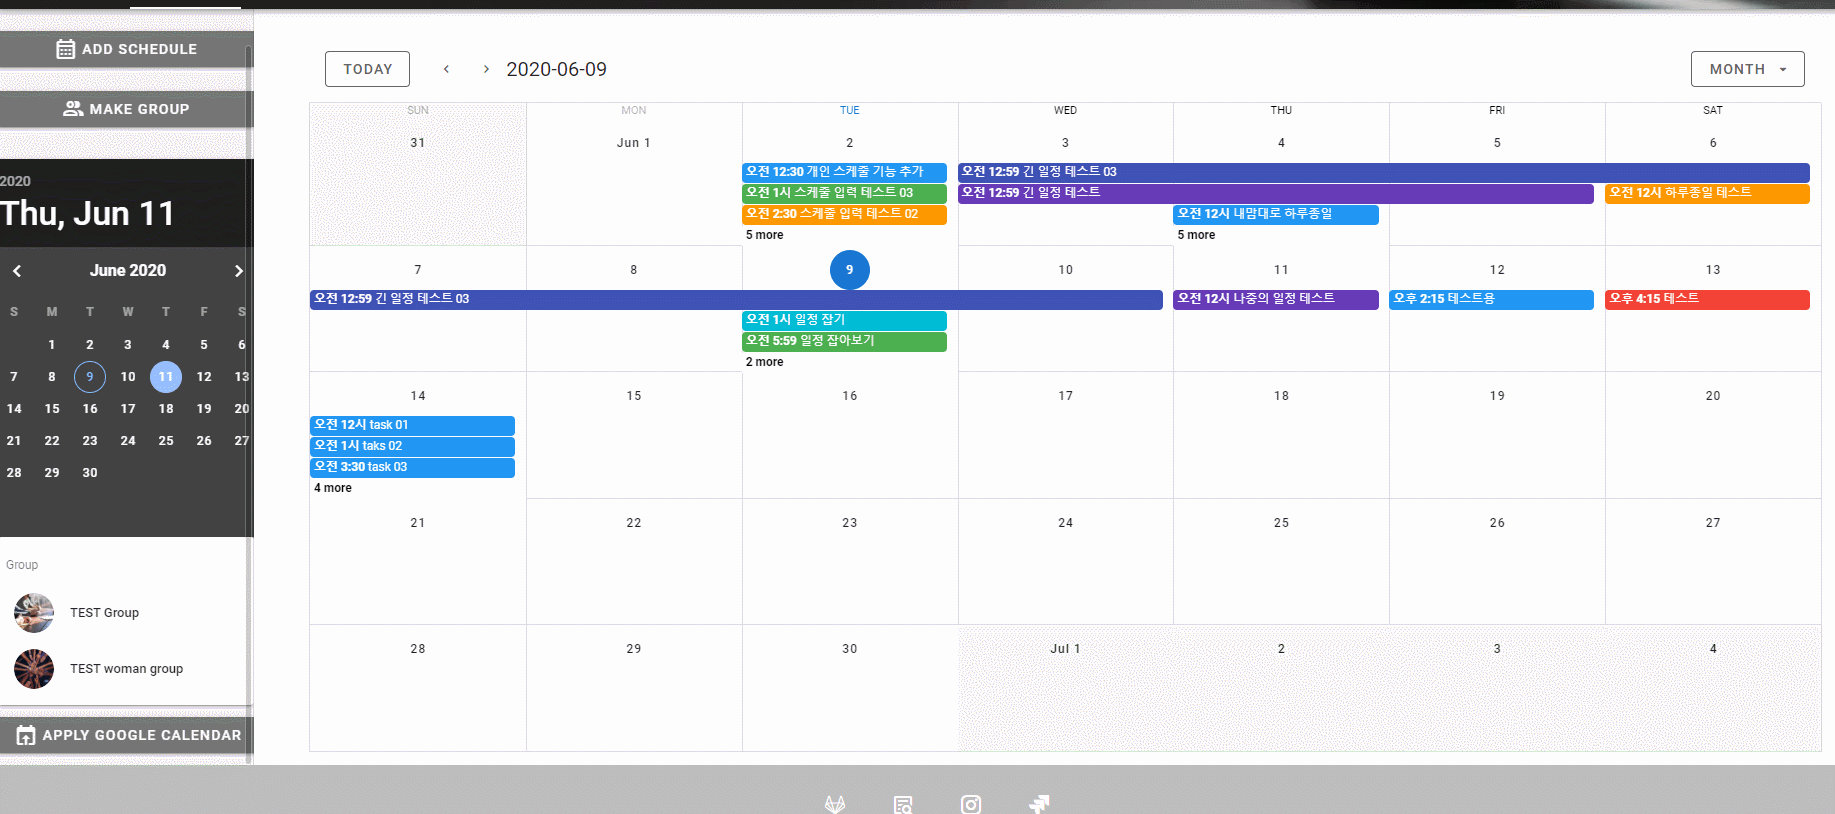 ADD SCHEDULE
MAKE GROUP
2020
Thu, Jun 11
June 2020
S M T W T F S
1 2 3 4 5 6
7 8 9 10 11 12 13
14 15 16 17 18 19 20
21 22 23 24 25 26 27
28 29 30
Group
TEST Group
TEST woman group
APPLY GOOGLE CALENDAR
TODAY 2020-06-09 MONTH
SUN MON TUE WED THU FRI SAT
31 Jun 1 2 3 4 5 6
오전 12:30 개인 스케줄 기능 추가 오전 12:59 긴 일정 테스트 03
오전 1시 스케줄 입력 테스트 03 오전 12:59 긴 일정 테스트 오전 12시 하루종일 테스트
오전 2:30 스케줄 입력 테스트 02 오전 12시 내맘대로 하루종일
5 more 5 more
7 8 9 10 11 12 13
오전 12:59 긴 일정 테스트 03 오전 12시 나중의 일정 테스트 오후 2:15 테스트용 오후 4:15 테스트
오전 1시 일정 잡기
오전 5:59 일정 잡아보기
2 more
14 15 16 17 18 19 20
오전 12시 task 01
오전 1시 taks 02
오전 3:30 task 03
4 more
21 22 23 24 25 26 27
28 29 30 Jul 1 2 3 4